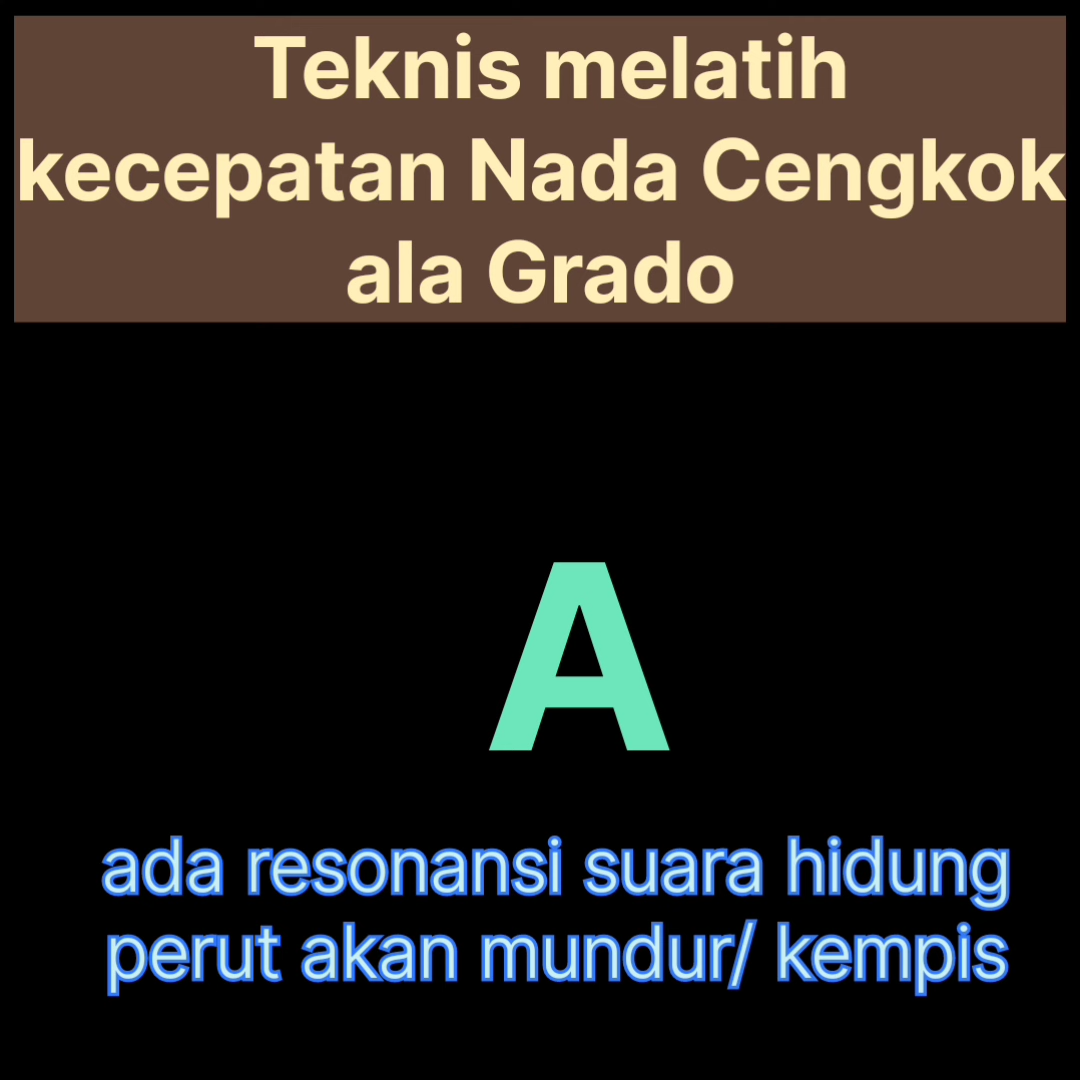 Teknis melatih
kecepatan Nada Cengkok
ala Grado
A
ada resonansi suara hidung
perut akan mundur/ kempis